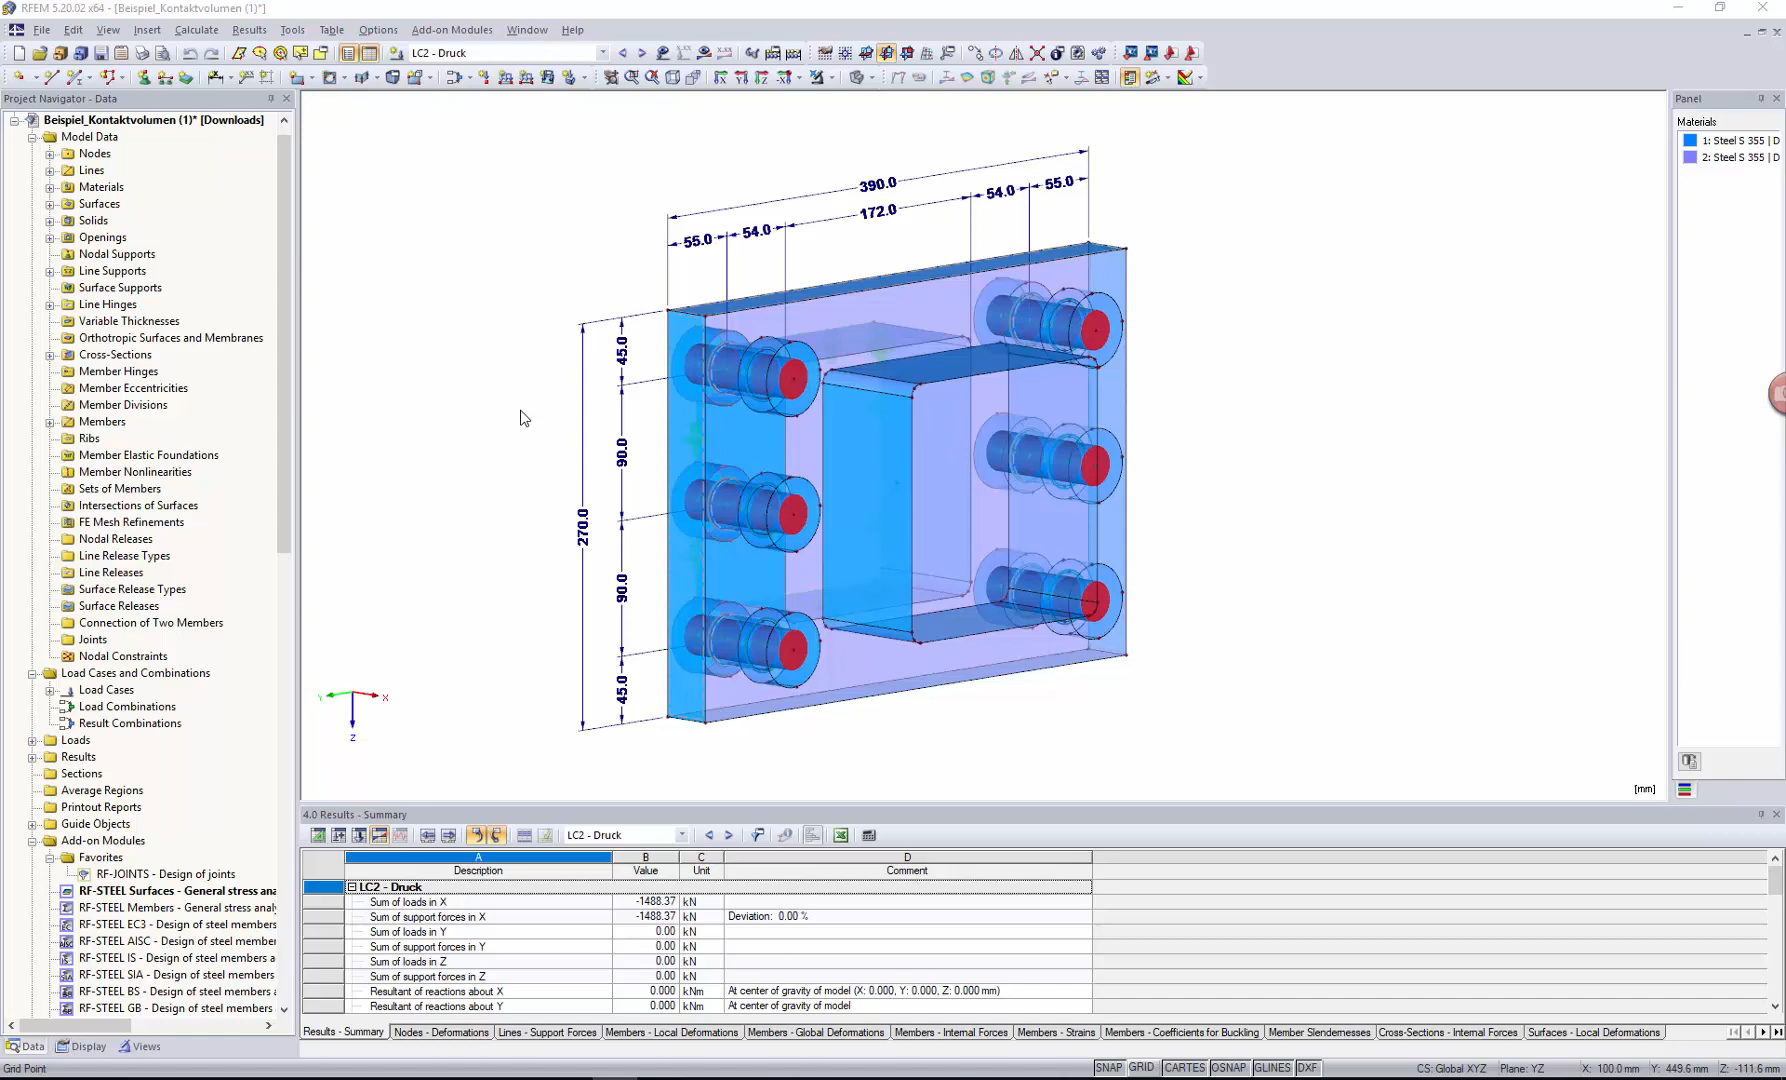 RFEM 5.20.02 x64 - [Beispiel_Kontaktvolumen (1)*]
File Edit View Insert Calculate Results Tools Table Options Add-on Modules Window Help
LC2 - Druck
Project Navigator - Data
Beispiel_Kontaktvolumen (1)* [Downloads]
Model Data
Nodes
Lines
Materials
Surfaces
Solids
Openings
Nodal Supports
Line Supports
Surface Supports
Line Hinges
Variable Thicknesses
Orthotropic Surfaces and Membranes
Cross-Sections
Member Hinges
Member Eccentricities
Member Divisions
Members
Ribs
Member Elastic Foundations
Member Nonlinearities
Sets of Members
Intersections of Surfaces
FE Mesh Refinements
Nodal Releases
Line Release Types
Line Releases
Surface Release Types
Surface Releases
Connection of Two Members
Joints
Nodal Constraints
Load Cases and Combinations
Load Cases
Load Combinations
Result Combinations
Loads
Results
Sections
Average Regions
Printout Reports
Guide Objects
Add-on Modules
Favorites
RF-JOINTS - Design of joints
RF-STEEL Surfaces - General stress ana
RF-STEEL Members - General stress anal
RF-STEEL EC3 - Design of steel members
RF-STEEL AISC - Design of steel member
RF-STEEL IS - Design of steel members a
RF-STEEL SIA - Design of steel members
RF-STEEL BS - Design of steel members
RF-STEEL GB - Design of steel members
Data Display Views
390.0
172.0
54.0
55.0
55.0
54.0
45.0
90.0
270.0
90.0
45.0
Y X
Z
[mm]
Panel
Materials
1: Steel S 355 | D
2: Steel S 355 | D
4.0 Results - Summary
LC2 - Druck
A B C D
Description Value Unit Comment
LC2 - Druck
Sum of loads in X -1488.37 kN
Sum of support forces in X -1488.37 kN Deviation: 0.00 %
Sum of loads in Y 0.00 kN
Sum of support forces in Y 0.00 kN
Sum of loads in Z 0.00 kN
Sum of support forces in Z 0.00 kN
Resultant of reactions about X 0.000 kNm At center of gravity of model (X: 0.000, Y: 0.000, Z: 0.000 mm)
Resultant of reactions about Y 0.000 kNm At center of gravity of model
Results - Summary Nodes - Deformations Lines - Support Forces Members - Local Deformations Members - Global Deformations Members - Internal Forces Members - Strains Members - Coefficients for Buckling Member Slendernesses Cross-Sections - Internal Forces Surfaces - Local Deformations
Grid Point SNAP GRID CARTES OSNAP GLINES DXF CS: Global XYZ Plane: YZ X: 100.0 mm Y: 449.6 mm Z: -111.6 mm